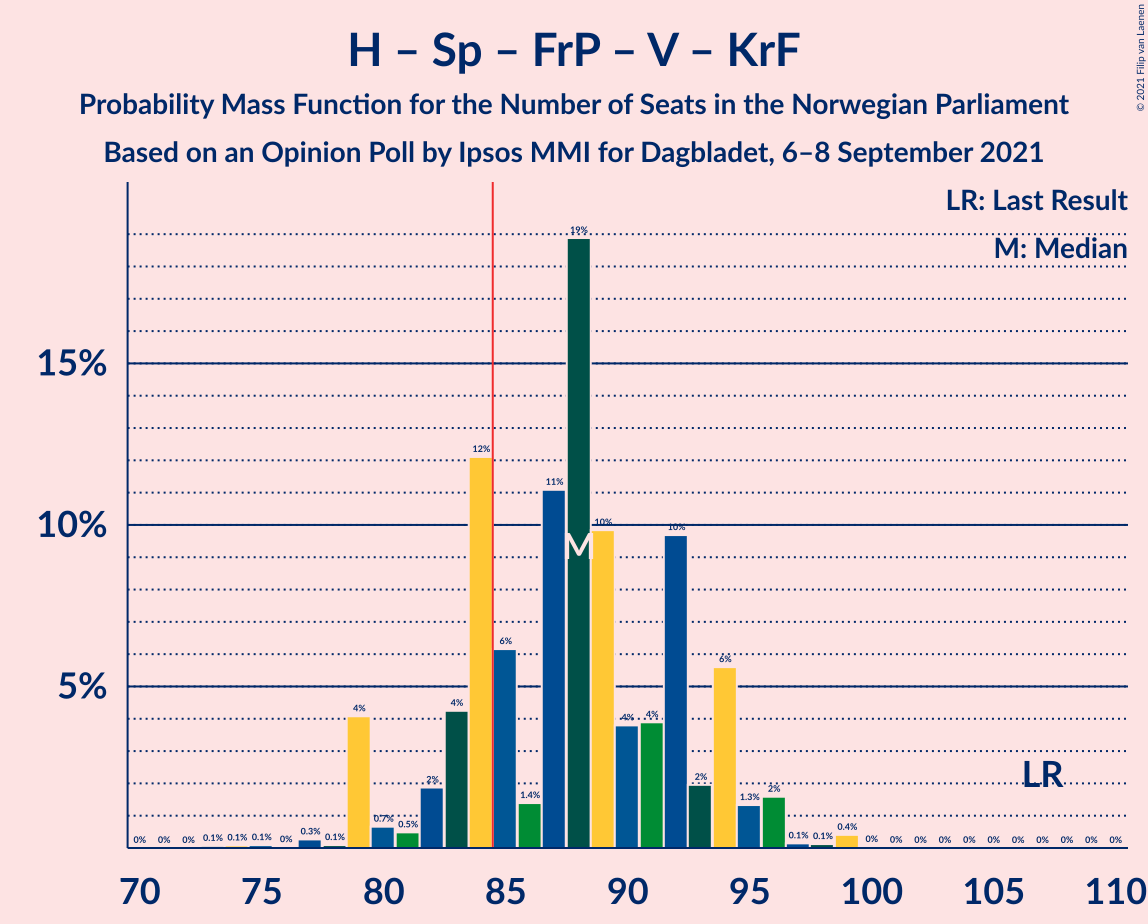 H – Sp – FrP – V – KrF
Probability Mass Function for the Number of Seats in the Norwegian Parliament
Based on an Opinion Poll by Ipsos MMI for Dagbladet, 6–8 September 2021
© 2021 Filip van Laenen
LR: Last Result
M: Median
15%
10%
5%
0% 0% 0% 0.1% 0.1% 0.1% 0% 0.3% 0.1% 4% 0.7% 0.5% 2% 4% 12% 6% 1.4% 11% 19% 10% 4% 4% 10% 2% 6% 1.3% 2% 0.1% 0.1% 0.4% 0% 0% 0% 0% 0% 0% 0% 0% 0% 0% 0%
M
LR
70 75 80 85 90 95 100 105 110